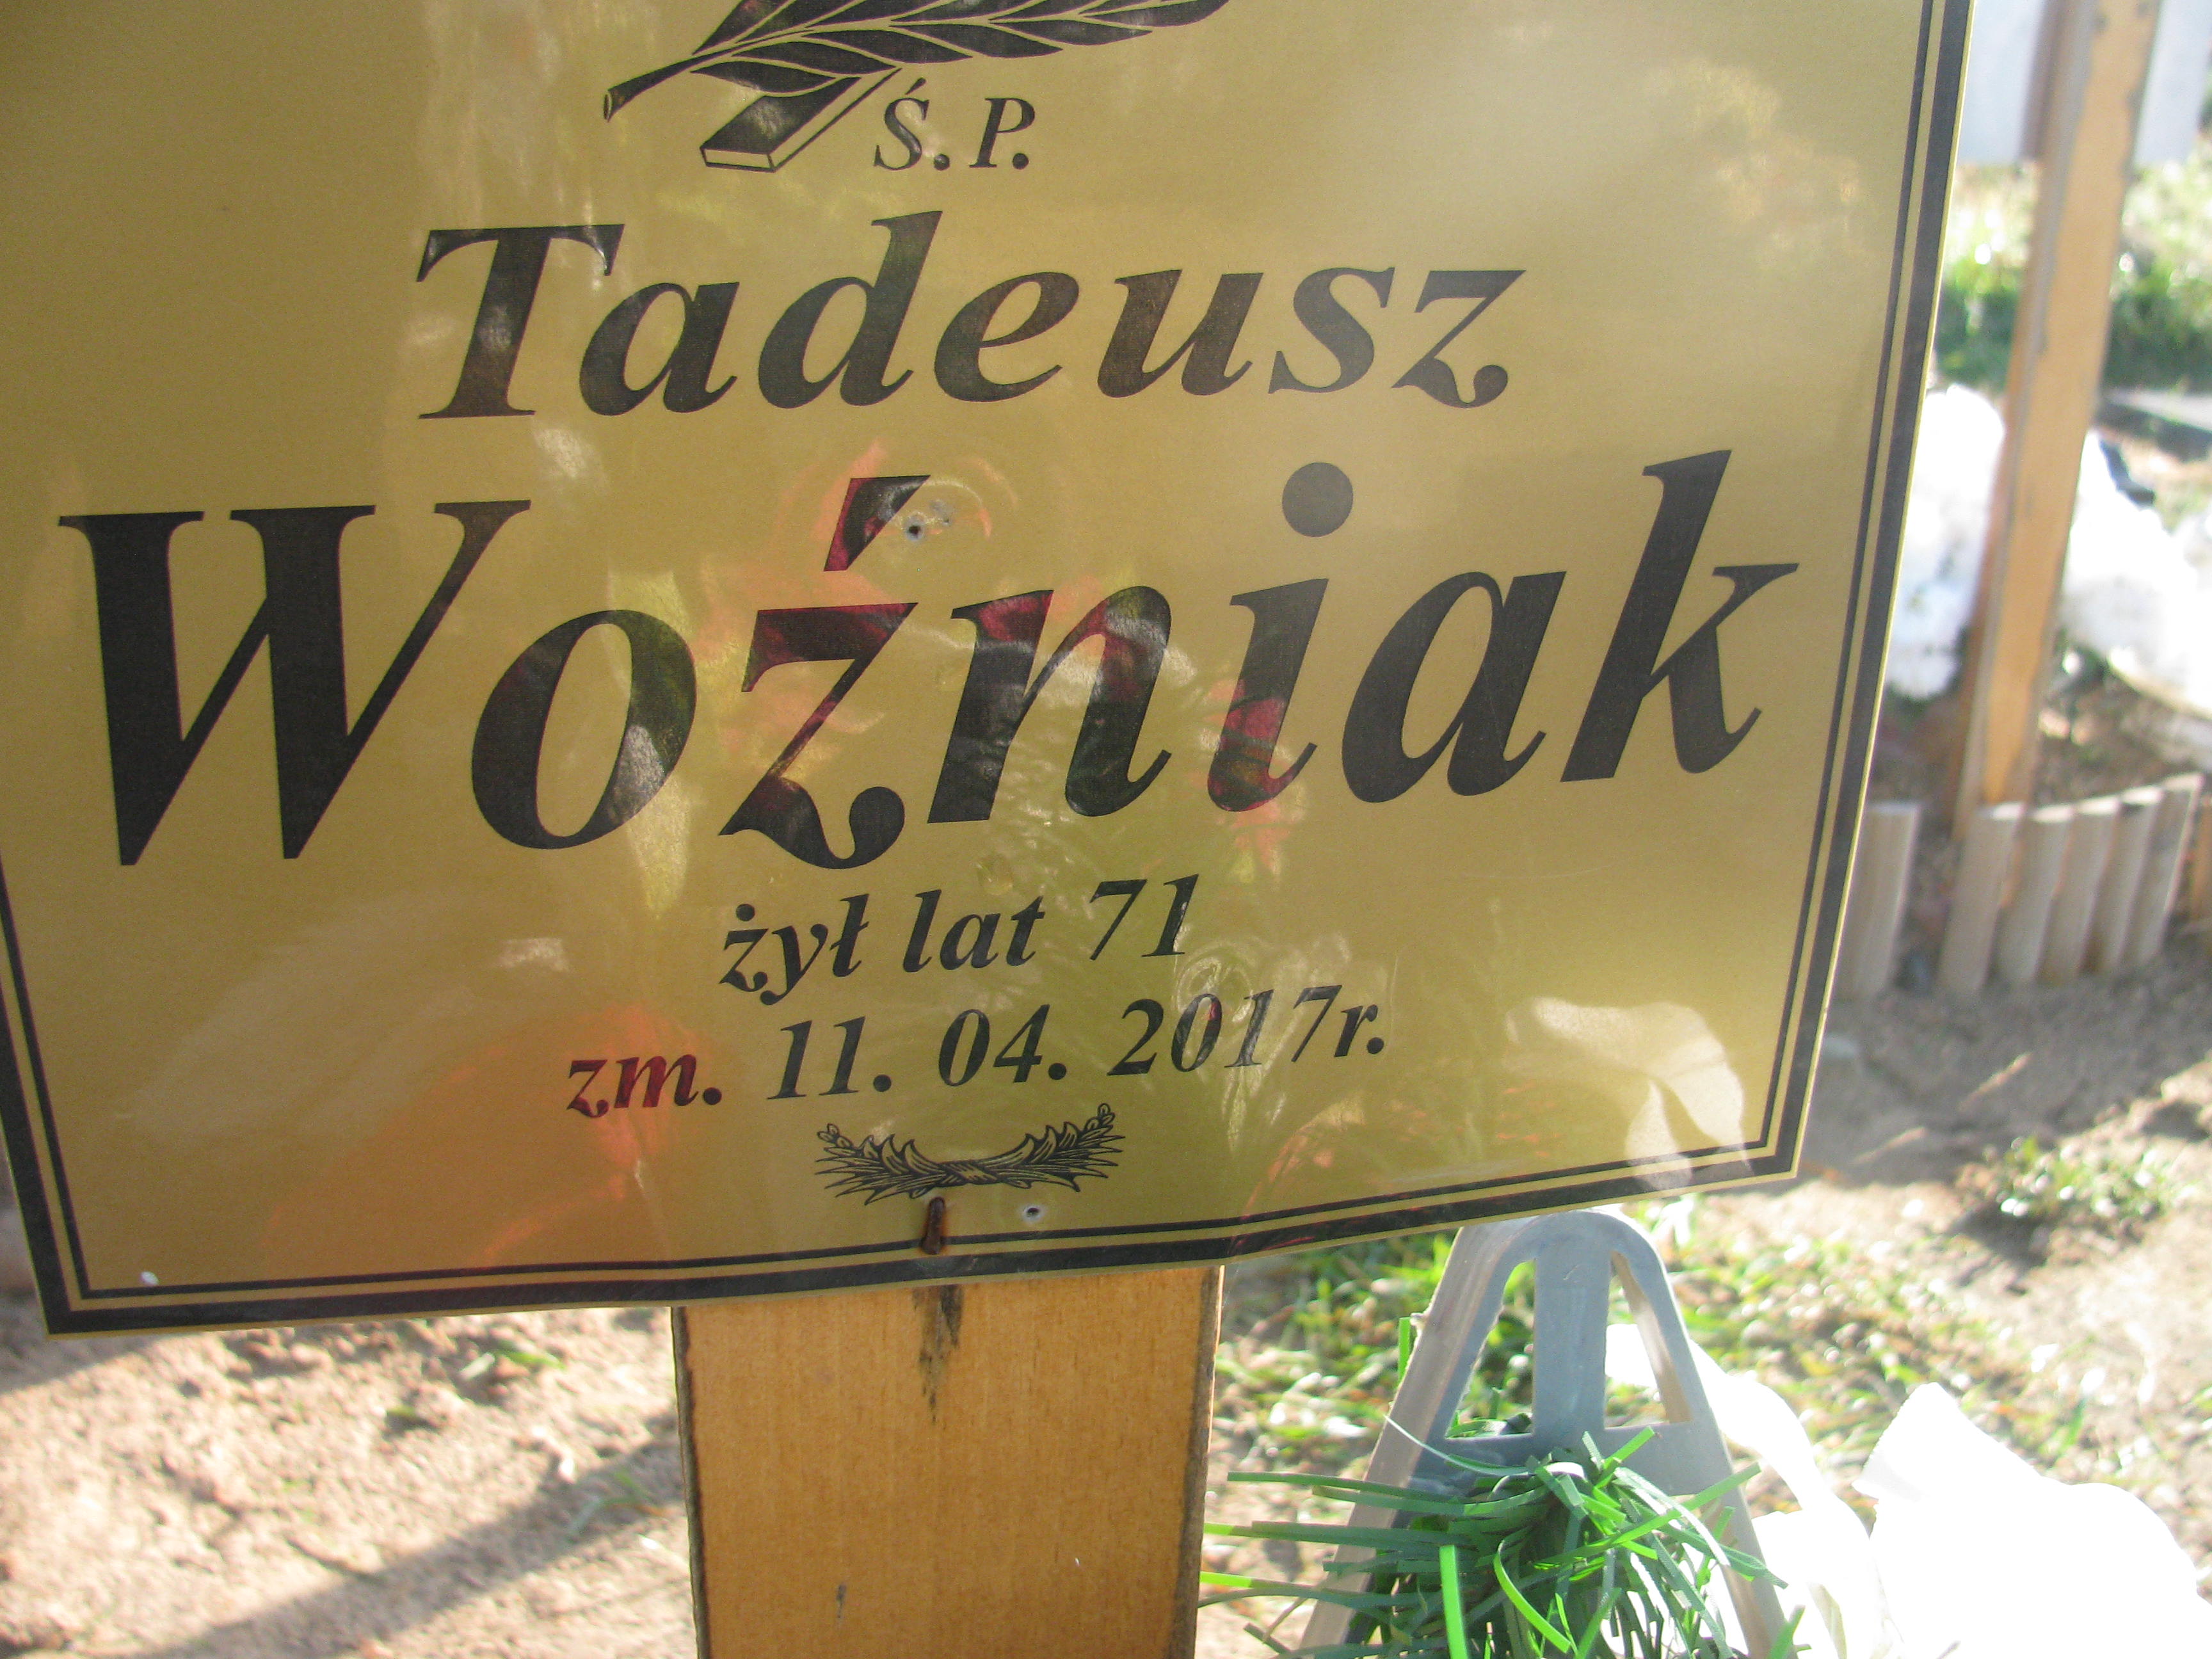 Ś. P.
Tadeusz
Woźniak
żył lat 71
zm. 11. 04. 2017r.